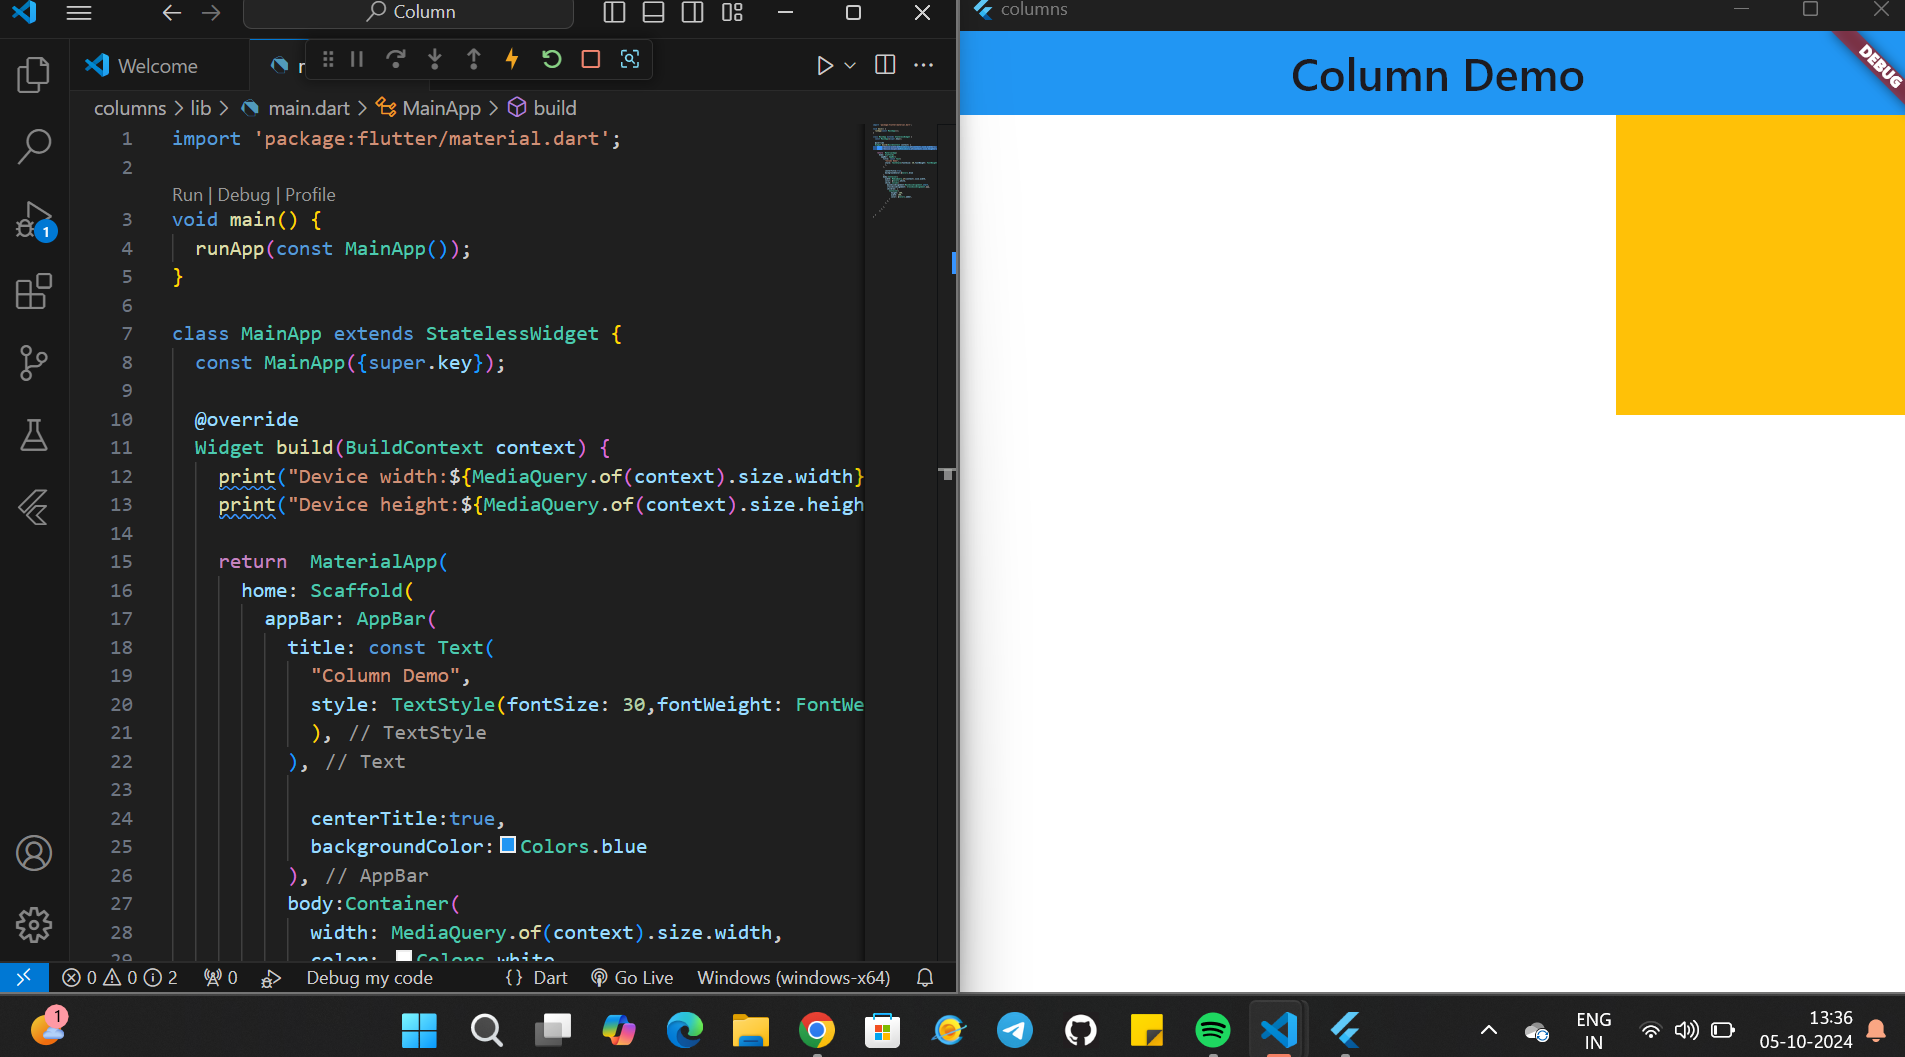 Column
Welcome
columns > lib > main.dart > MainApp > build
1 import 'package:flutter/material.dart';
2
Run | Debug | Profile
3 void main() {
4 runApp(const MainApp());
5 }
6
7 class MainApp extends StatelessWidget {
8 const MainApp({super.key});
9
10 @override
11 Widget build(BuildContext context) {
12 print("Device width:${MediaQuery.of(context).size.width}
13 print("Device height:${MediaQuery.of(context).size.heigh
14
15 return  MaterialApp(
16 home: Scaffold(
17 appBar: AppBar(
18 title: const Text(
19 "Column Demo",
20 style: TextStyle(fontSize: 30,fontWeight: FontWe
21 ), // TextStyle
22 ), // Text
23
24 centerTitle:true,
25 backgroundColor: Colors.blue
26 ), // AppBar
27 body:Container(
28 width: MediaQuery.of(context).size.width,
29 color: Colors.white
0 0 2 0 Debug my code {} Dart Go Live Windows (windows-x64)
1
columns
Column Demo
DEBUG
1
ENG
IN
13:36
05-10-2024